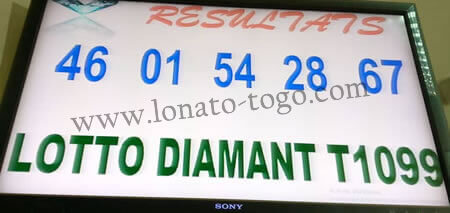 RESULTATS
46 01 54 28 67
www.lonato-togo.com
LOTTO DIAMANT T1099
SONY